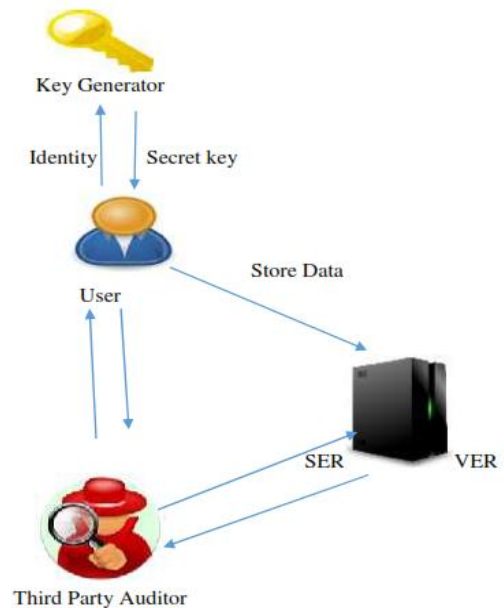 Key Generator
Identity
Secret key
Store Data
User
SER
VER
Third Party Auditor